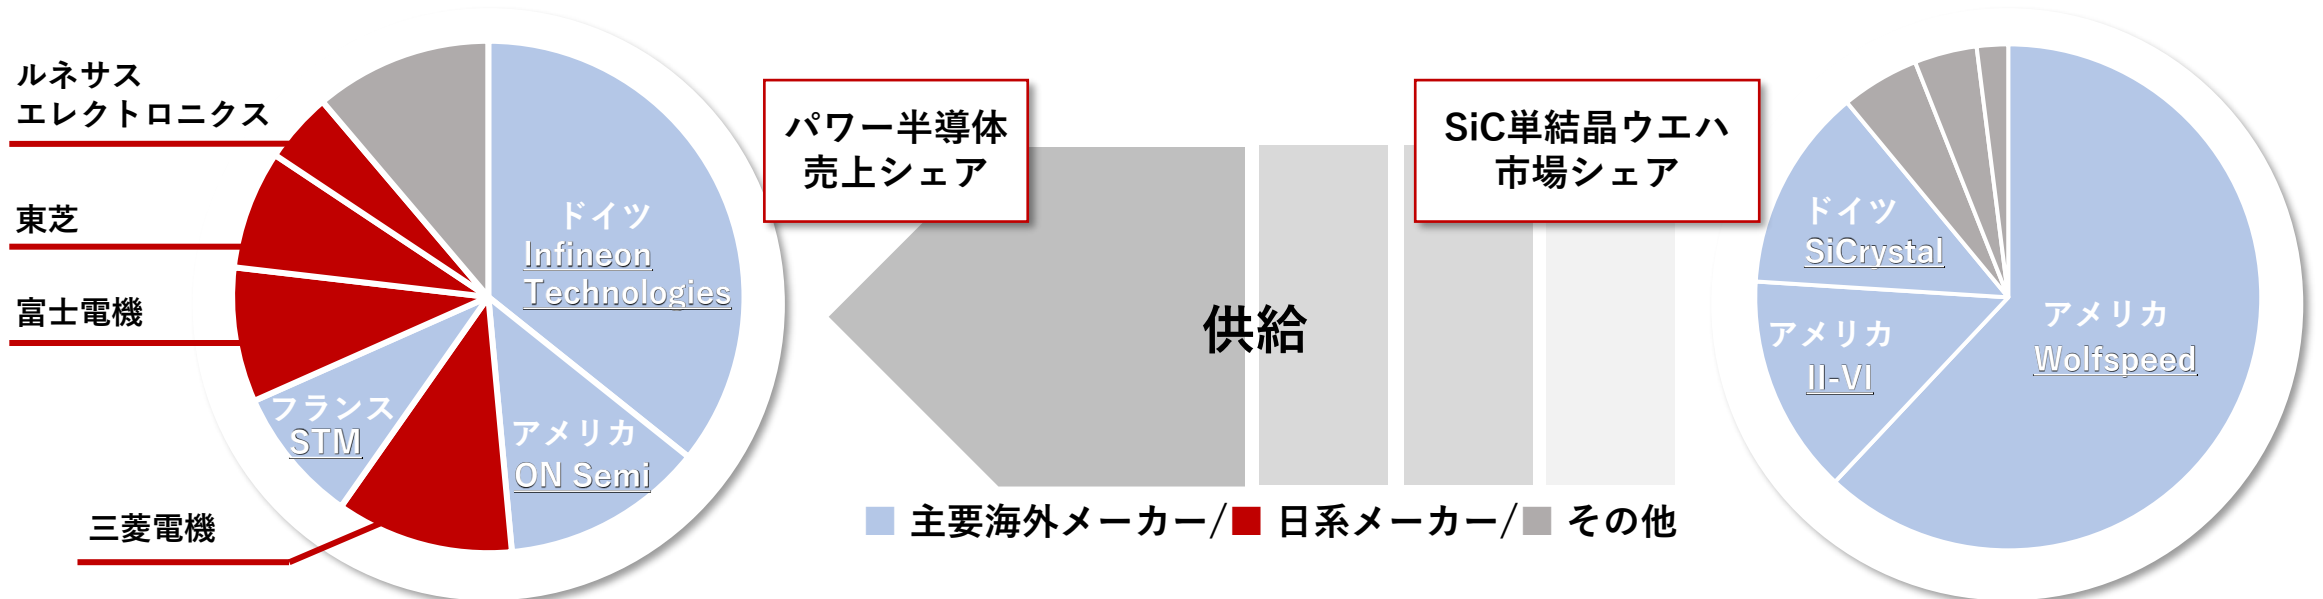 ルネサス
エレクトロニクス
東芝
富士電機
三菱電機
ドイツ
Infineon
Technologies
アメリカ
ON Semi
フランス
STM
パワー半導体
売上シェア
供給
SiC単結晶ウエハ
市場シェア
ドイツ
SiCrystal
アメリカ
II-VI
アメリカ
Wolfspeed
主要海外メーカー/ 日系メーカー/ その他